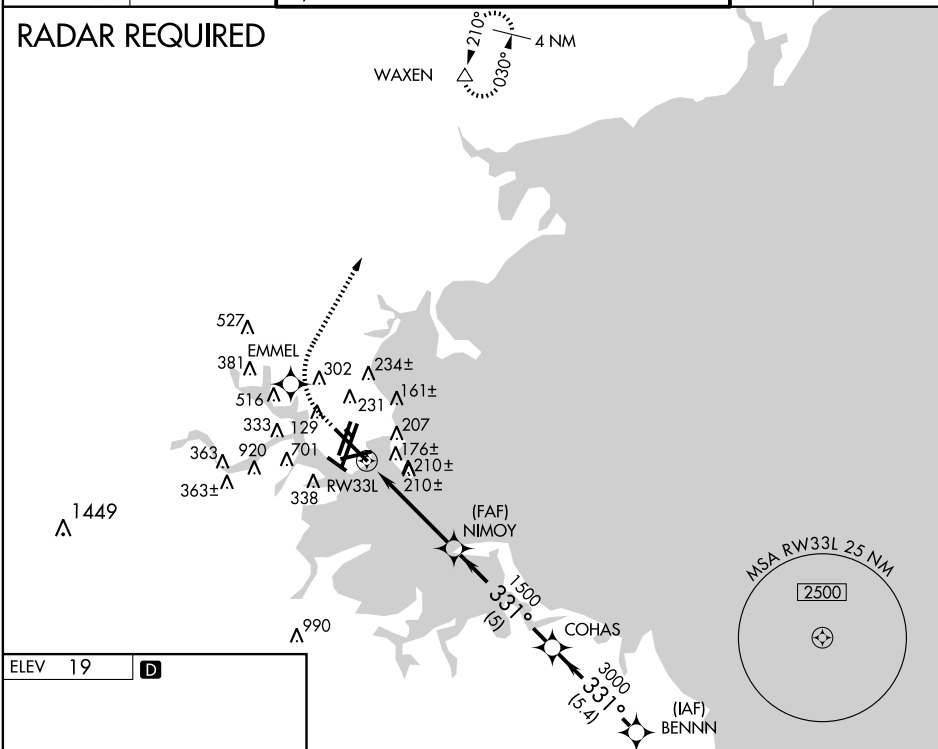 RADAR REQUIRED
210°
4 NM
WAXEN
030°
527
EMMEL
381
302
234±
516
231
161±
333
129
207
363
920
701
176±
210±
363±
338
RW33L
210±
1449
(FAF)
NIMOY
MSA RW33L 25 NM
1500
2500
331°
(5)
990
COHAS
3000
331°
(5.4)
(IAF)
BENNN
ELEV 19
D